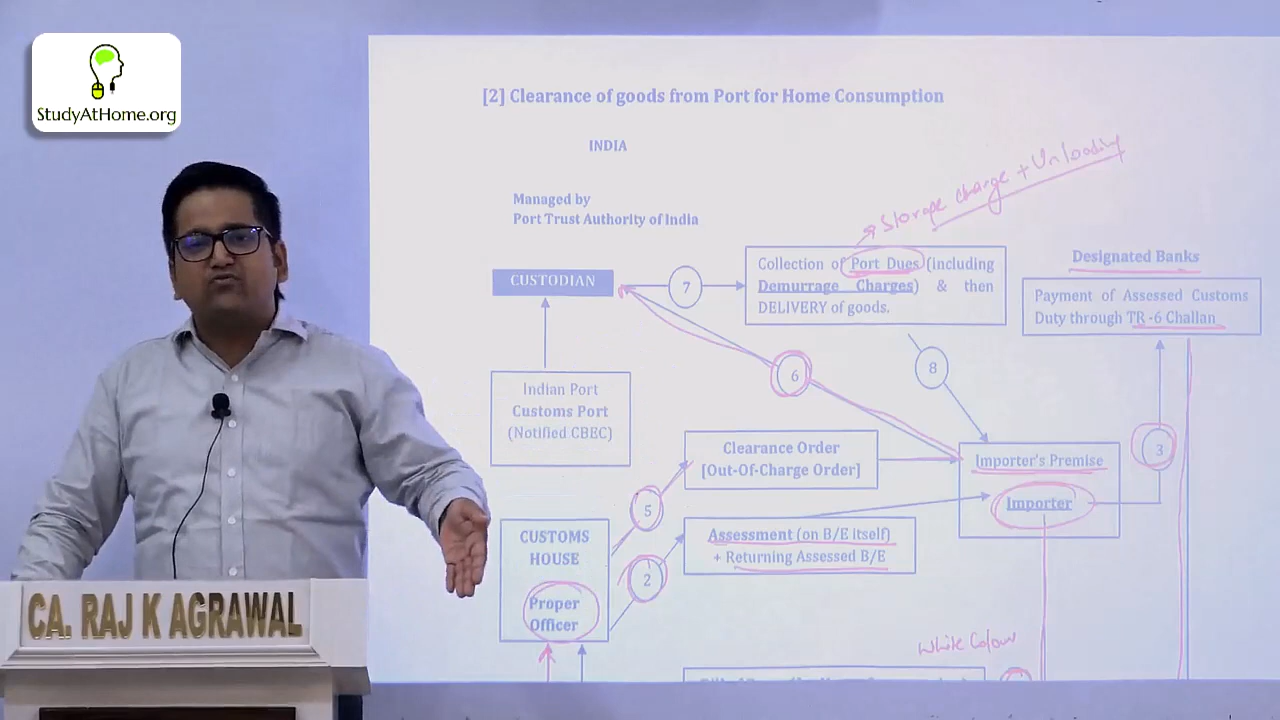 StudyAtHome.org
[2] Clearance of goods from Port for Home Consumption
INDIA
Managed by
Port Trust Authority of India
Storage charge + Unloading
CUSTODIAN
7
Collection of Port Dues (including
Demurrage Charges) & then
DELIVERY of goods.
Designated Banks
Payment of Assessed Customs
Duty through TR -6 Challan
6
8
Indian Port
Customs Port
(Notified CBEC)
Clearance Order
[Out-Of-Charge Order]
Importer's Premise
Importer
3
5
CUSTOMS
HOUSE
Proper
Officer
2
Assessment (on B/E itself)
+ Returning Assessed B/E
White Colour
CA. RAJ K AGRAWAL